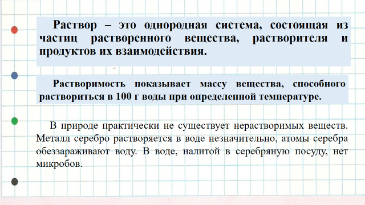 Раствор – это однородная система, состоящая из
частиц растворенного вещества, растворителя и
продуктов их взаимодействия.
Растворимость показывает массу вещества, способного
раствориться в 100 г воды при определенной температуре.
В природе практически не существует нерастворимых веществ.
Металл серебро растворяется в воде незначительно, атомы серебра
обеззараживают воду. В воде, налитой в серебряную посуду, нет
микробов.